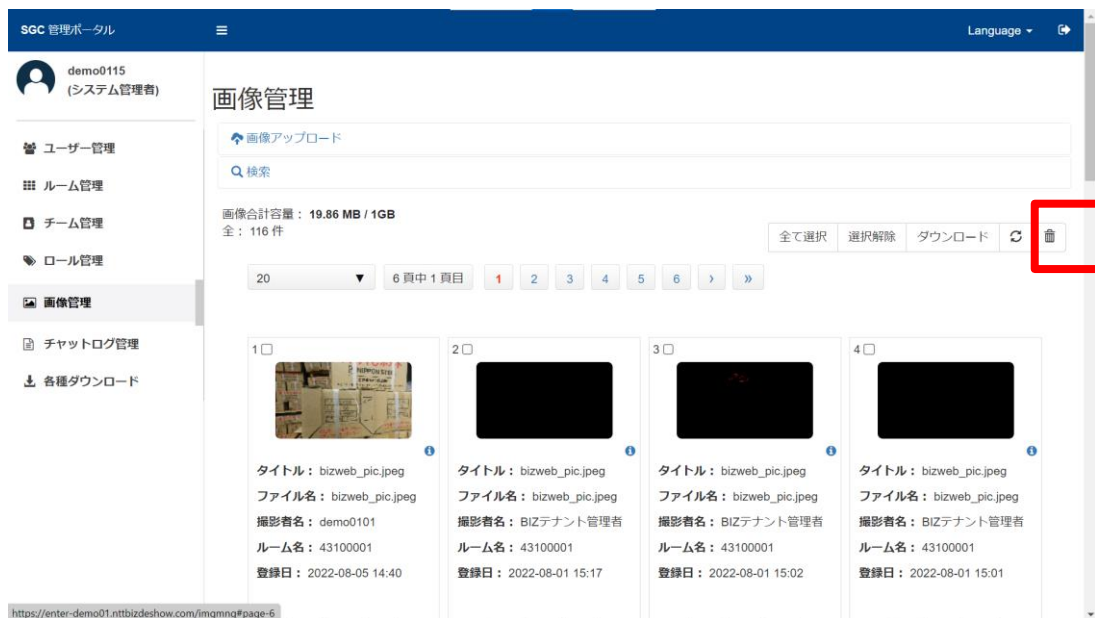 SGC 管理ポータル
Language
demo0115
(システム管理者)
ユーザー管理
ルーム管理
チーム管理
ロール管理
画像管理
チャットログ管理
各種ダウンロード
画像管理
画像アップロード
検索
画像合計容量： 19.86 MB / 1GB
全： 116 件
全て選択 選択解除 ダウンロード
20 ▼ 6 頁中 1 頁目 1 2 3 4 5 6 › »
1
タイトル： bizweb_pic.jpeg
ファイル名： bizweb_pic.jpeg
撮影者名： demo0101
ルーム名： 43100001
登録日： 2022-08-05 14:40
2
タイトル： bizweb_pic.jpeg
ファイル名： bizweb_pic.jpeg
撮影者名： BIZテナント管理者
ルーム名： 43100001
登録日： 2022-08-01 15:17
3
タイトル： bizweb_pic.jpeg
ファイル名： bizweb_pic.jpeg
撮影者名： BIZテナント管理者
ルーム名： 43100001
登録日： 2022-08-01 15:02
4
タイトル： bizweb_pic.jpeg
ファイル名： bizweb_pic.jpeg
撮影者名： BIZテナント管理者
ルーム名： 43100001
登録日： 2022-08-01 15:01
https://enter-demo01.nttbizdeshow.com/imgmng#page-6